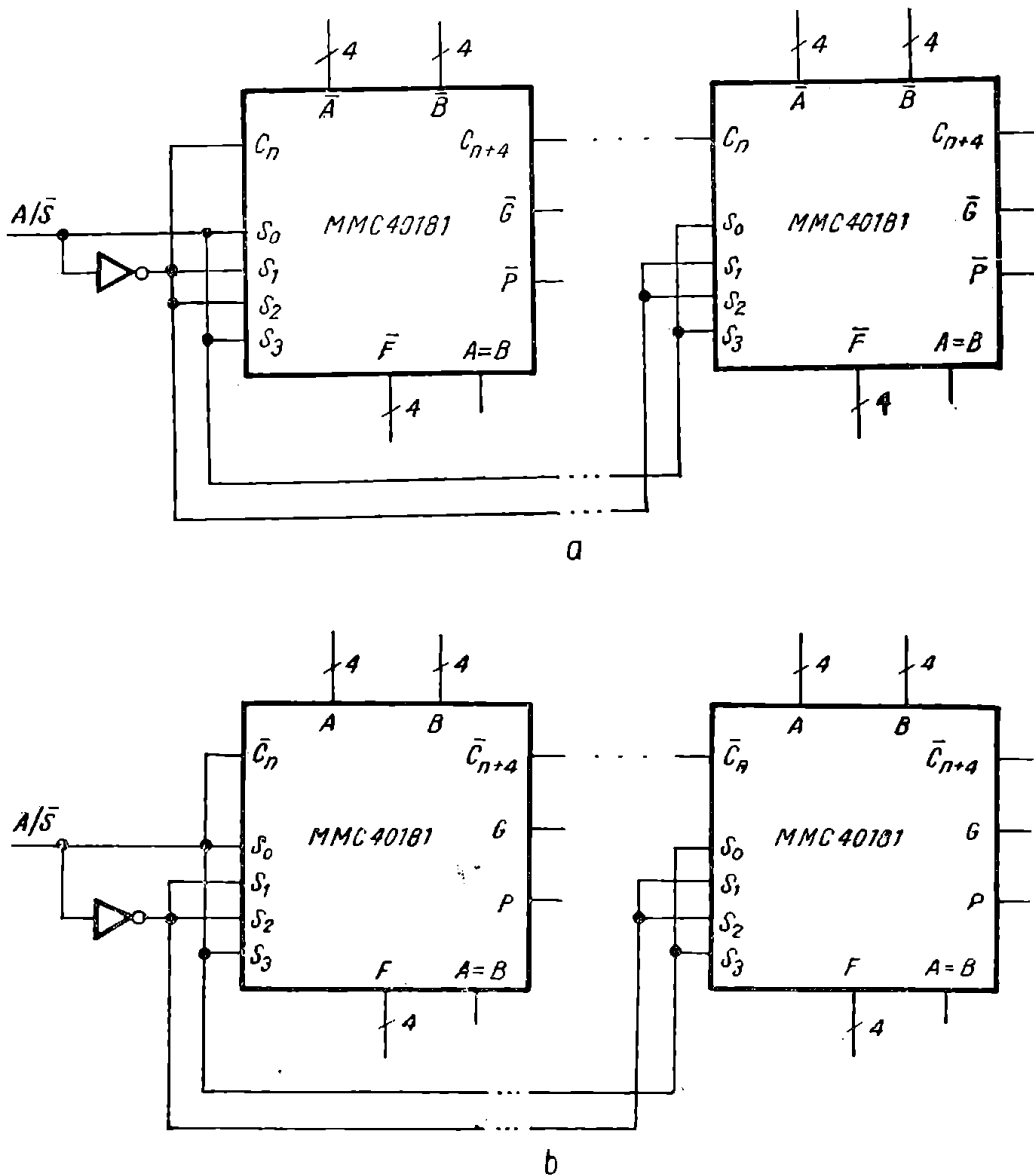 4 4 4 4
A̅ B̅ A̅ B̅
Cₙ Cₙ₊₄ Cₙ Cₙ₊₄
A/S̅
MMC40181 G̅ MMC40181 G̅
S₀ S₀
S₁ P̅ S₁ P̅
S₂ S₂
S₃ S₃
F̅ A=B F̅ A=B
4 4
a
4 4 4 4
A B A B
C̅ₙ C̅ₙ₊₄ C̅ₙ C̅ₙ₊₄
A/S̅
MMC40181 G MMC40181 G
S₀ S₀
S₁ P S₁ P
S₂ S₂
S₃ S₃
F A=B F A=B
4 4
b